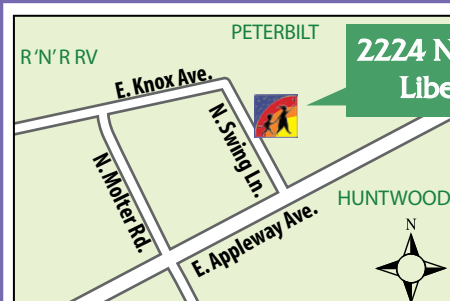 PETERBILT
R 'N' R RV
2224 N
Libe
E. Knox Ave.
N. Swing Ln.
N. Molter Rd.
HUNTWOOD
E. Appleway Ave.
N